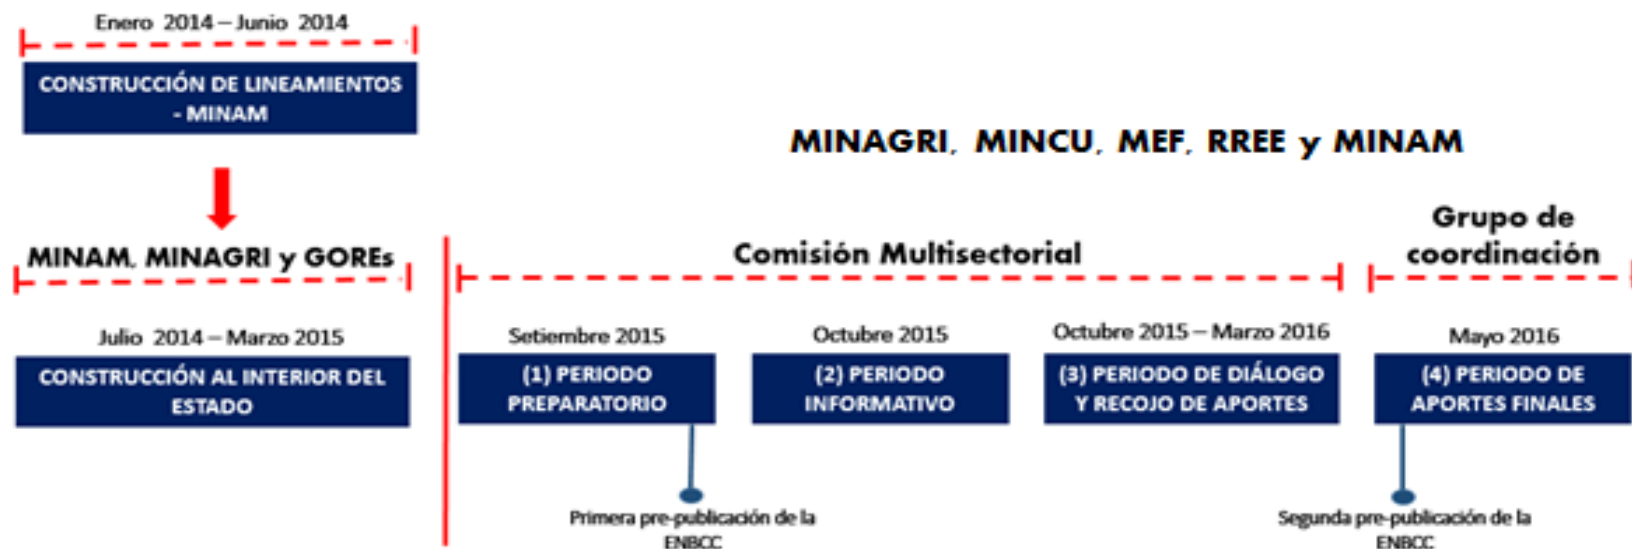 Enero 2014 – Junio 2014
CONSTRUCCIÓN DE LINEAMIENTOS
- MINAM
MINAM, MINAGRI y GOREs
Julio 2014 – Marzo 2015
CONSTRUCCIÓN AL INTERIOR DEL
ESTADO
MINAGRI, MINCU, MEF, RREE y MINAM
Comisión Multisectorial
Grupo de
coordinación
Setiembre 2015
(1) PERIODO
PREPARATORIO
Octubre 2015
(2) PERIODO
INFORMATIVO
Octubre 2015 – Marzo 2016
(3) PERIODO DE DIÁLOGO
Y RECOJO DE APORTES
Mayo 2016
(4) PERIODO DE
APORTES FINALES
Primera pre-publicación de la
ENBCC
Segunda pre-publicación de la
ENBCC